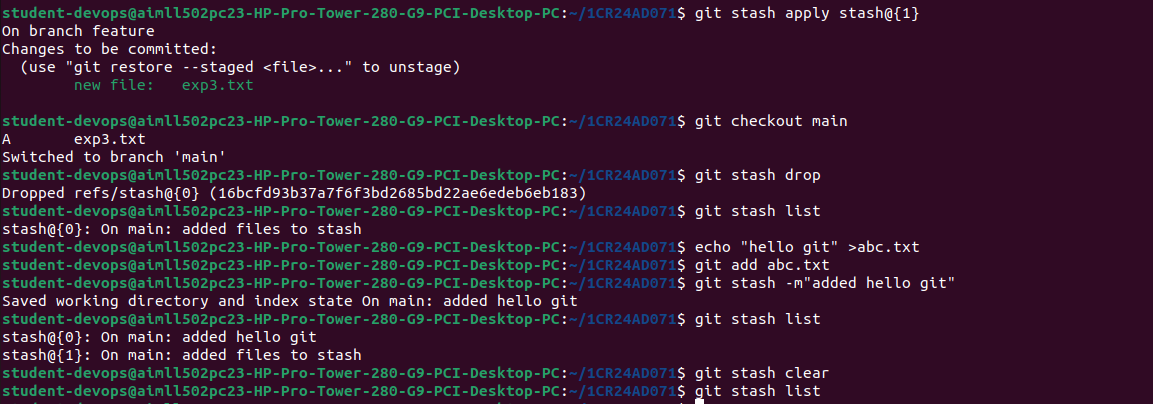 student-devops@aimll502pc23-HP-Pro-Tower-280-G9-PCI-Desktop-PC:~/1CR24AD071$ git stash apply stash@{1}
On branch feature
Changes to be committed:
  (use "git restore --staged <file>..." to unstage)
        new file:   exp3.txt

student-devops@aimll502pc23-HP-Pro-Tower-280-G9-PCI-Desktop-PC:~/1CR24AD071$ git checkout main
A       exp3.txt
Switched to branch 'main'
student-devops@aimll502pc23-HP-Pro-Tower-280-G9-PCI-Desktop-PC:~/1CR24AD071$ git stash drop
Dropped refs/stash@{0} (16bcfd93b37a7f6f3bd2685bd22ae6edeb6eb183)
student-devops@aimll502pc23-HP-Pro-Tower-280-G9-PCI-Desktop-PC:~/1CR24AD071$ git stash list
stash@{0}: On main: added files to stash
student-devops@aimll502pc23-HP-Pro-Tower-280-G9-PCI-Desktop-PC:~/1CR24AD071$ echo "hello git" >abc.txt
student-devops@aimll502pc23-HP-Pro-Tower-280-G9-PCI-Desktop-PC:~/1CR24AD071$ git add abc.txt
student-devops@aimll502pc23-HP-Pro-Tower-280-G9-PCI-Desktop-PC:~/1CR24AD071$ git stash -m"added hello git"
Saved working directory and index state On main: added hello git
student-devops@aimll502pc23-HP-Pro-Tower-280-G9-PCI-Desktop-PC:~/1CR24AD071$ git stash list
stash@{0}: On main: added hello git
stash@{1}: On main: added files to stash
student-devops@aimll502pc23-HP-Pro-Tower-280-G9-PCI-Desktop-PC:~/1CR24AD071$ git stash clear
student-devops@aimll502pc23-HP-Pro-Tower-280-G9-PCI-Desktop-PC:~/1CR24AD071$ git stash list